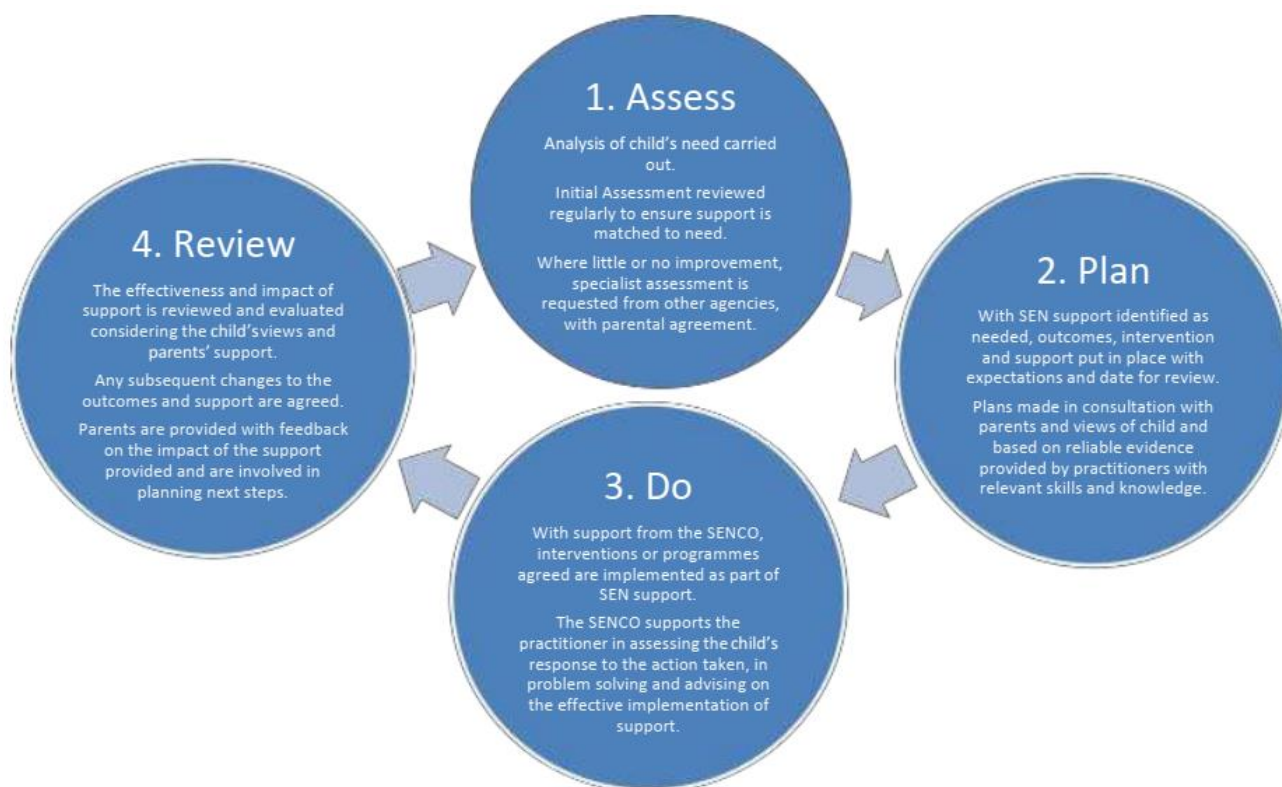 1. Assess
Analysis of child's need carried
out.
Initial Assessment reviewed
regularly to ensure support is
matched to need.
Where little or no improvement,
specialist assessment is
requested from other agencies,
with parental agreement.
2. Plan
With SEN support identified as
needed, outcomes, intervention
and support put in place with
expectations and date for review.
Plans made in consultation with
parents and views of child and
based on reliable evidence
provided by practitioners with
relevant skills and knowledge.
3. Do
With support from the SENCO,
interventions or programmes
agreed are implemented as part of
SEN support.
The SENCO supports the
practitioner in assessing the child's
response to the action taken, in
problem solving and advising on
the effective implementation of
support.
4. Review
The effectiveness and impact of
support is reviewed and evaluated
considering the child's views and
parents' support.
Any subsequent changes to the
outcomes and support are agreed.
Parents are provided with feedback
on the impact of the support
provided and are involved in
planning next steps.